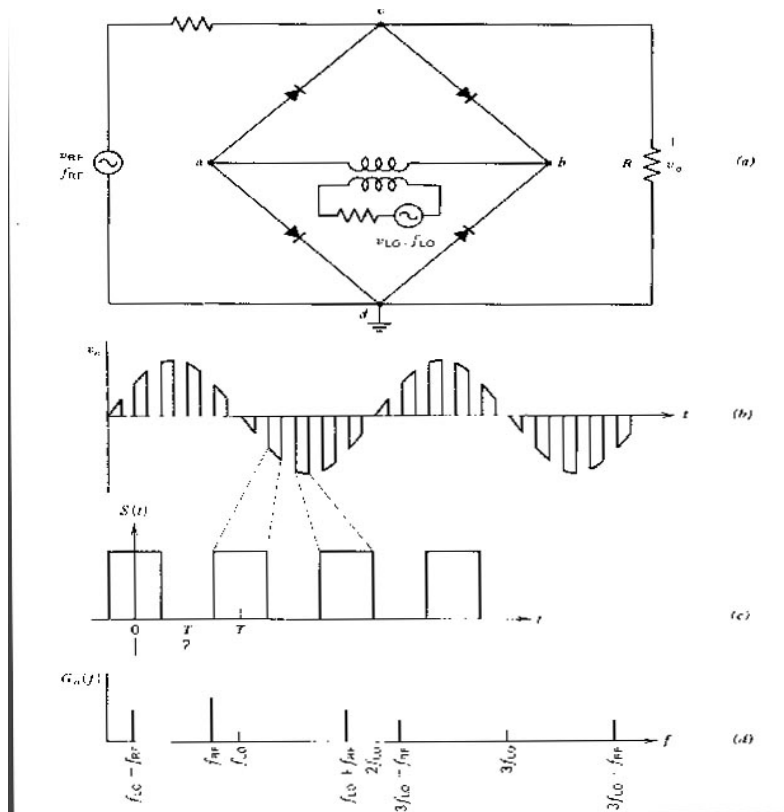 c
v_RF
f_RF
a
b
R
v_o
(a)
v_LO, f_LO
d
v_o
t
(b)
S(t)
0
T
2
T
t
(c)
G_o(f)
f_LO − f_RF
f_RF
f_LO
f_LO + f_RF
2f_LO
3f_LO − f_RF
3f_LO
3f_LO + f_RF
f
(d)